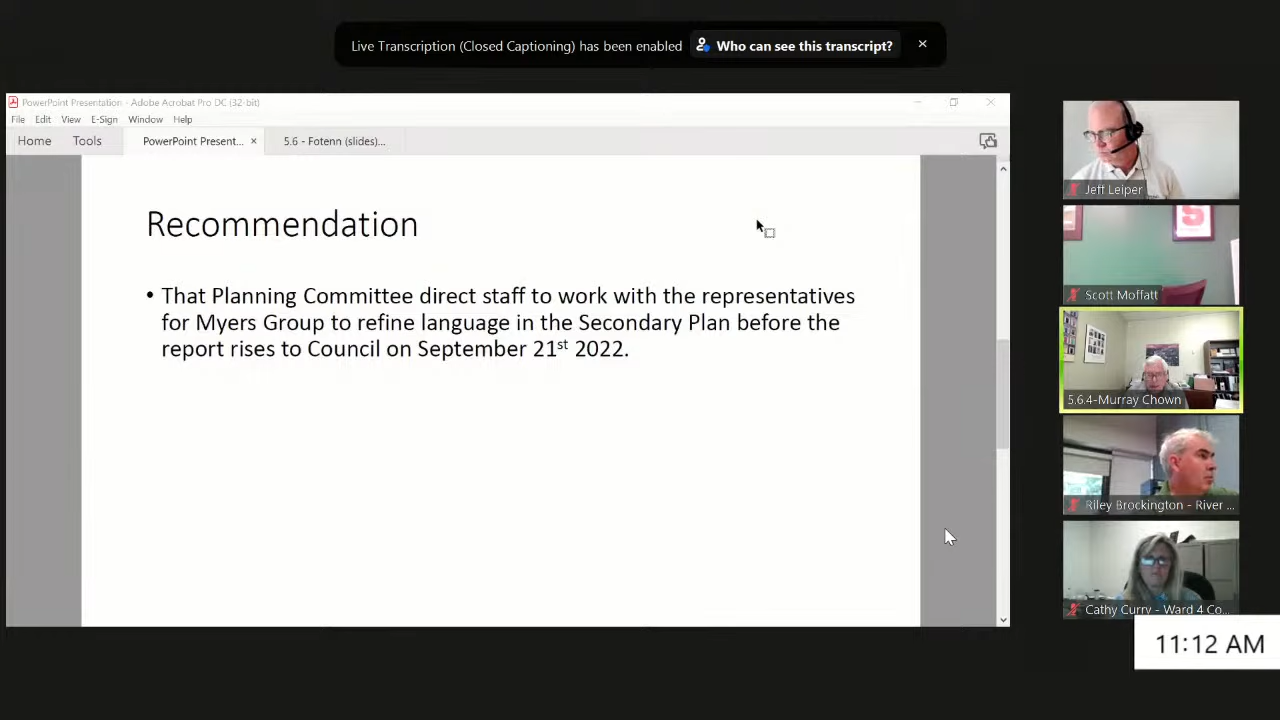 Live Transcription (Closed Captioning) has been enabled Who can see this transcript?
PowerPoint Presentation - Adobe Acrobat Pro DC (32-bit)
File Edit View E-Sign Window Help
Home Tools PowerPoint Present... × 5.6 - Fotenn (slides)...
Recommendation
• That Planning Committee direct staff to work with the representatives
for Myers Group to refine language in the Secondary Plan before the
report rises to Council on September 21st 2022.
Jeff Leiper
Scott Moffatt
5.6.4-Murray Chown
Riley Brockington - River ...
Cathy Curry - Ward 4 Co...
11:12 AM